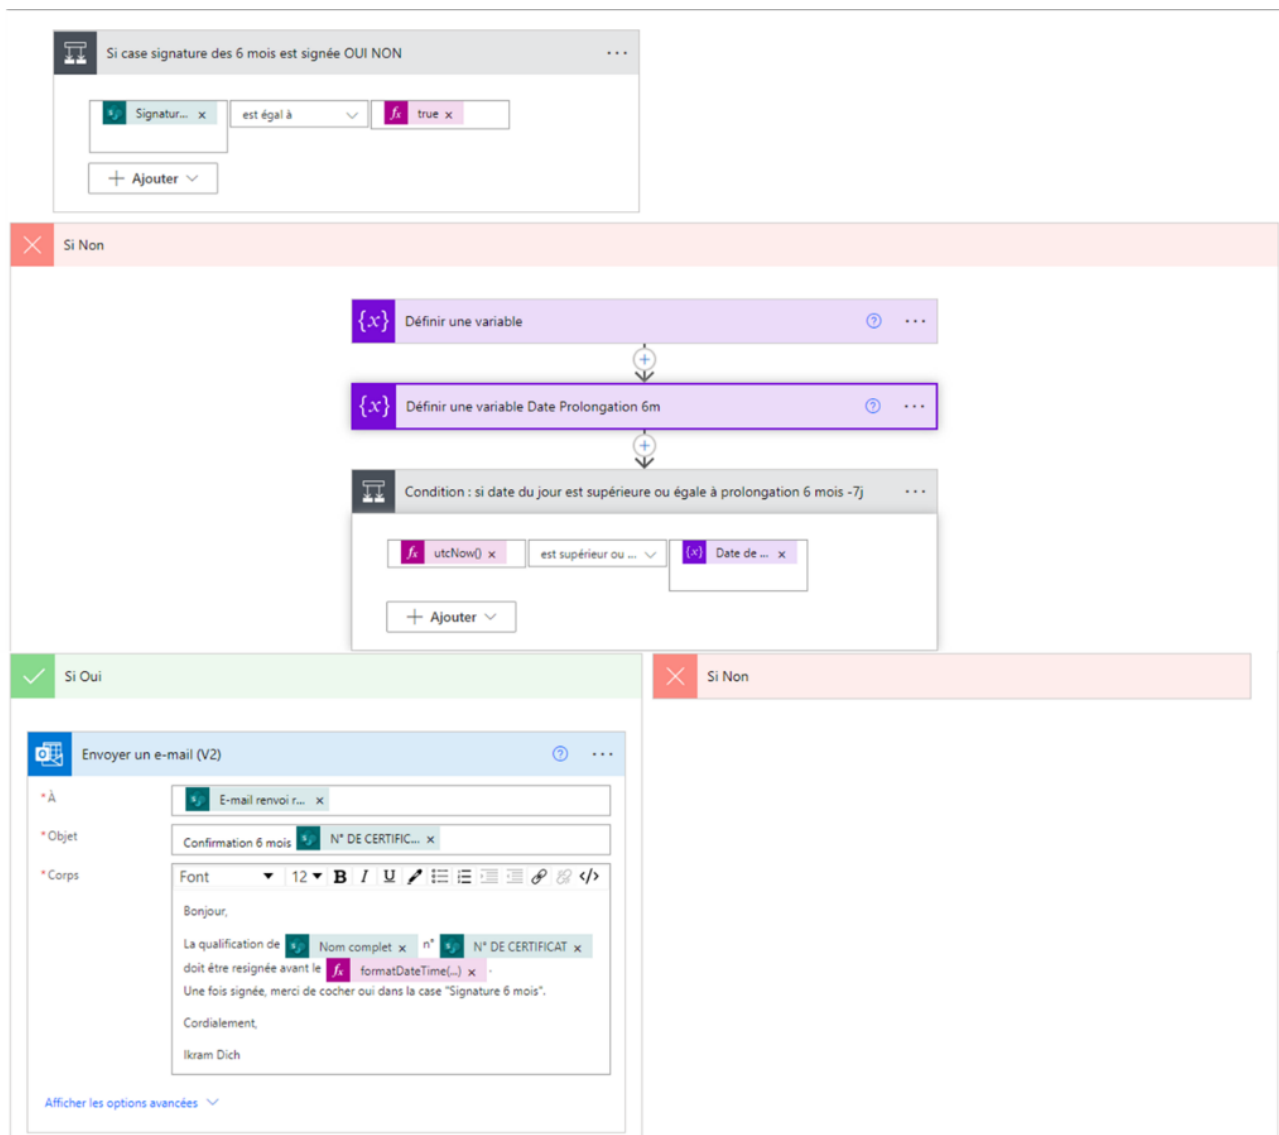 Si case signature des 6 mois est signée OUI NON
Signatur... x est égal à fx true x
+ Ajouter
Si Non
{x} Définir une variable
{x} Définir une variable Date Prolongation 6m
Condition : si date du jour est supérieure ou égale à prolongation 6 mois -7j
fx utcNow() x est supérieur ou ... {x} Date de ... x
+ Ajouter
Si Oui
Si Non
Envoyer un e-mail (V2)
* À E-mail renvoi r... x
* Objet Confirmation 6 mois N° DE CERTIFIC... x
* Corps Font 12 B I U </>
Bonjour,
La qualification de Nom complet x n° N° DE CERTIFICAT x
doit être resignée avant le fx formatDateTime(...) x .
Une fois signée, merci de cocher oui dans la case "Signature 6 mois".
Cordialement,
Ikram Dich
Afficher les options avancées